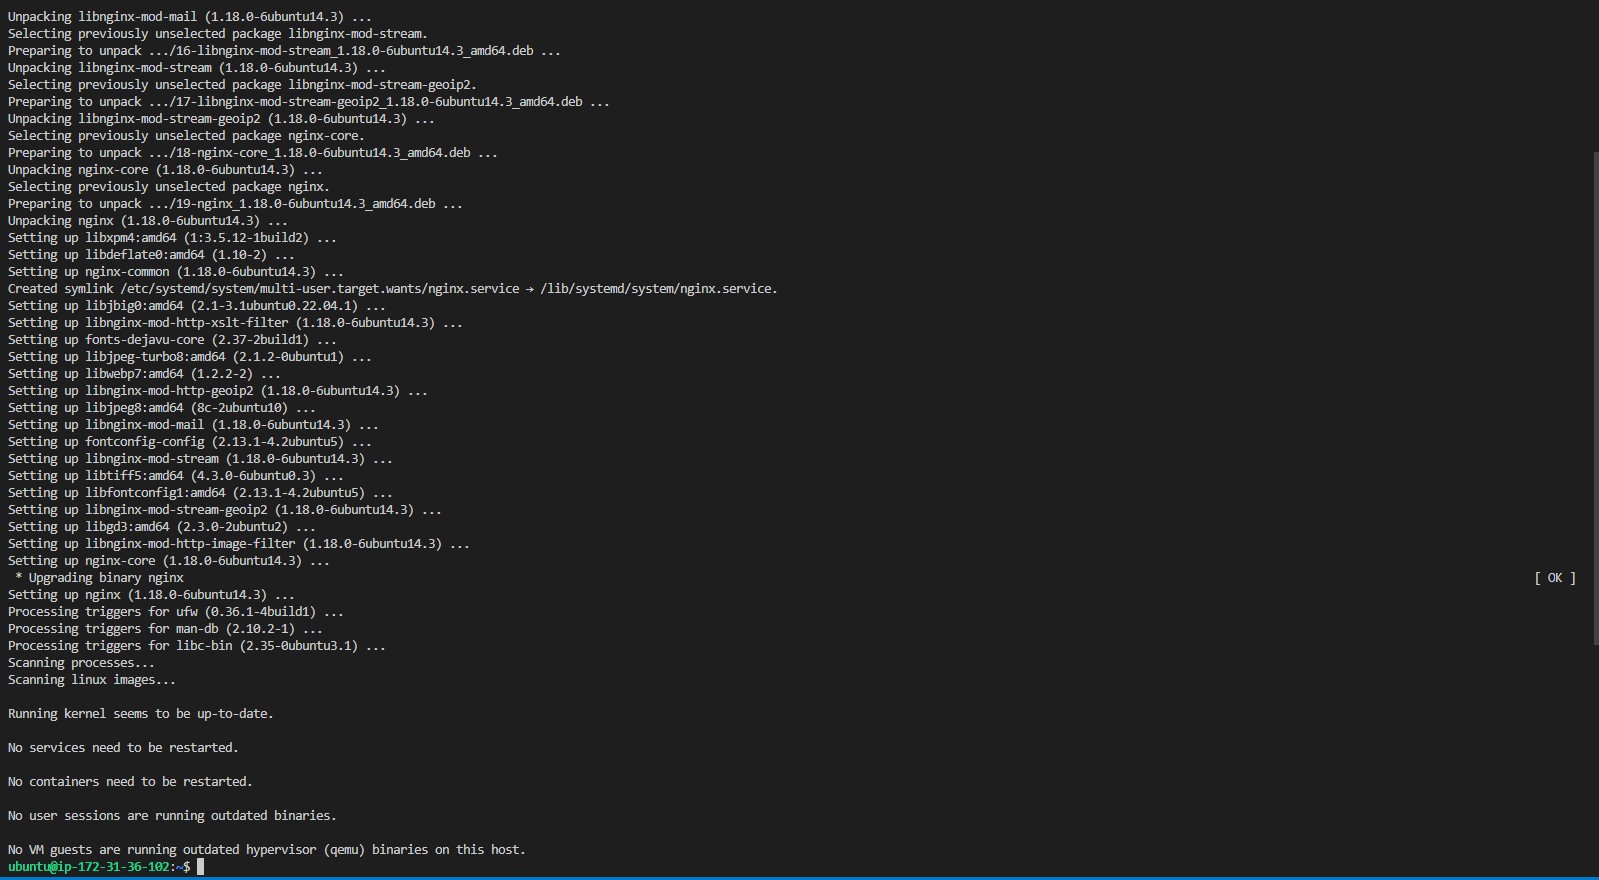 Unpacking libnginx-mod-mail (1.18.0-6ubuntu14.3) ...
Selecting previously unselected package libnginx-mod-stream.
Preparing to unpack .../16-libnginx-mod-stream_1.18.0-6ubuntu14.3_amd64.deb ...
Unpacking libnginx-mod-stream (1.18.0-6ubuntu14.3) ...
Selecting previously unselected package libnginx-mod-stream-geoip2.
Preparing to unpack .../17-libnginx-mod-stream-geoip2_1.18.0-6ubuntu14.3_amd64.deb ...
Unpacking libnginx-mod-stream-geoip2 (1.18.0-6ubuntu14.3) ...
Selecting previously unselected package nginx-core.
Preparing to unpack .../18-nginx-core_1.18.0-6ubuntu14.3_amd64.deb ...
Unpacking nginx-core (1.18.0-6ubuntu14.3) ...
Selecting previously unselected package nginx.
Preparing to unpack .../19-nginx_1.18.0-6ubuntu14.3_amd64.deb ...
Unpacking nginx (1.18.0-6ubuntu14.3) ...
Setting up libxpm4:amd64 (1:3.5.12-1build2) ...
Setting up libdeflate0:amd64 (1.10-2) ...
Setting up nginx-common (1.18.0-6ubuntu14.3) ...
Created symlink /etc/systemd/system/multi-user.target.wants/nginx.service → /lib/systemd/system/nginx.service.
Setting up libjbig0:amd64 (2.1-3.1ubuntu0.22.04.1) ...
Setting up libnginx-mod-http-xslt-filter (1.18.0-6ubuntu14.3) ...
Setting up fonts-dejavu-core (2.37-2build1) ...
Setting up libjpeg-turbo8:amd64 (2.1.2-0ubuntu1) ...
Setting up libwebp7:amd64 (1.2.2-2) ...
Setting up libnginx-mod-http-geoip2 (1.18.0-6ubuntu14.3) ...
Setting up libjpeg8:amd64 (8c-2ubuntu10) ...
Setting up libnginx-mod-mail (1.18.0-6ubuntu14.3) ...
Setting up fontconfig-config (2.13.1-4.2ubuntu5) ...
Setting up libnginx-mod-stream (1.18.0-6ubuntu14.3) ...
Setting up libtiff5:amd64 (4.3.0-6ubuntu0.3) ...
Setting up libfontconfig1:amd64 (2.13.1-4.2ubuntu5) ...
Setting up libnginx-mod-stream-geoip2 (1.18.0-6ubuntu14.3) ...
Setting up libgd3:amd64 (2.3.0-2ubuntu2) ...
Setting up libnginx-mod-http-image-filter (1.18.0-6ubuntu14.3) ...
Setting up nginx-core (1.18.0-6ubuntu14.3) ...
* Upgrading binary nginx [ OK ]
Setting up nginx (1.18.0-6ubuntu14.3) ...
Processing triggers for ufw (0.36.1-4build1) ...
Processing triggers for man-db (2.10.2-1) ...
Processing triggers for libc-bin (2.35-0ubuntu3.1) ...
Scanning processes...
Scanning linux images...
Running kernel seems to be up-to-date.
No services need to be restarted.
No containers need to be restarted.
No user sessions are running outdated binaries.
No VM guests are running outdated hypervisor (qemu) binaries on this host.
ubuntu@ip-172-31-36-102:~$